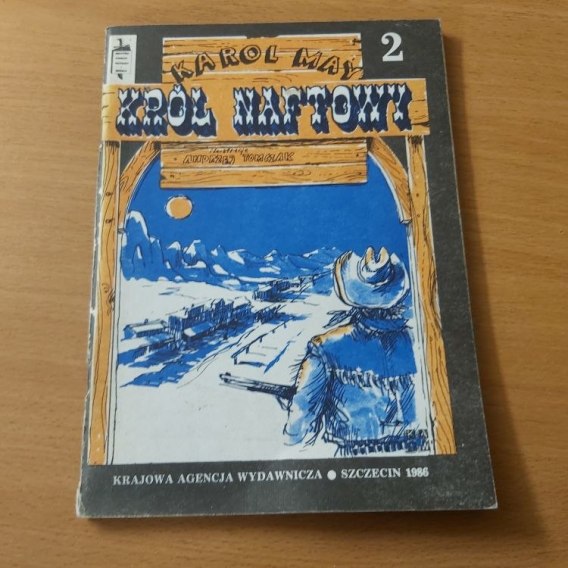 2
KAROL MAY
KRÓL NAFTOWY
ANDRZEJ TOMCZAK
KRAJOWA AGENCJA WYDAWNICZA ● SZCZECIN 1986